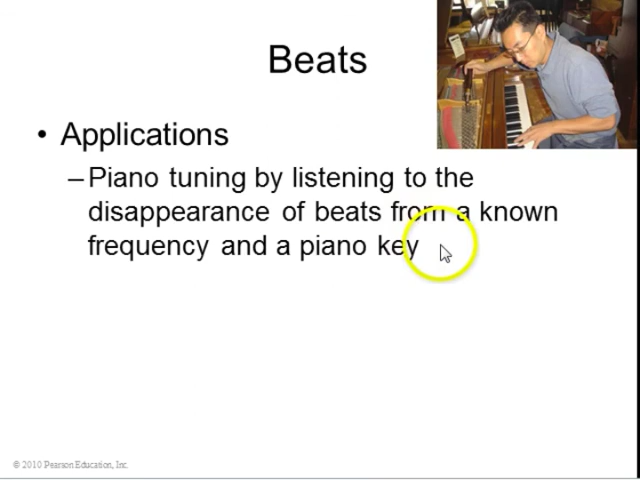 Beats
• Applications
–Piano tuning by listening to the
disappearance of beats from a known
frequency and a piano key
© 2010 Pearson Education, Inc.